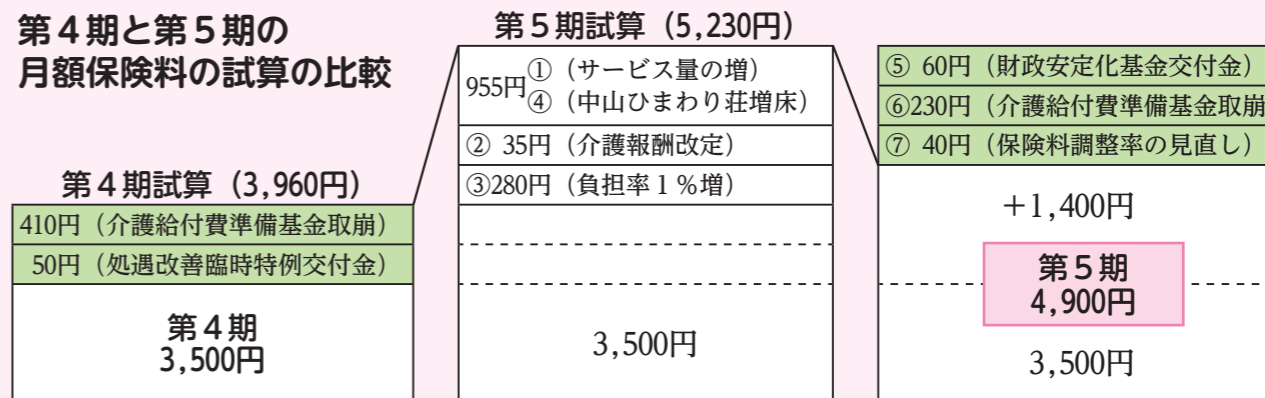 第４期と第５期の
月額保険料の試算の比較
第４期試算（3,960円）
410円（介護給付費準備基金取崩）
50円（処遇改善臨時特例交付金）
第４期
3,500円
第５期試算（5,230円）
955円
①（サービス量の増）
④（中山ひまわり荘増床）
② 35円（介護報酬改定）
③280円（負担率１％増）
3,500円
⑤ 60円（財政安定化基金交付金）
⑥230円（介護給付費準備基金取崩
⑦ 40円（保険料調整率の見直し）
＋1,400円
第５期
4,900円
3,500円